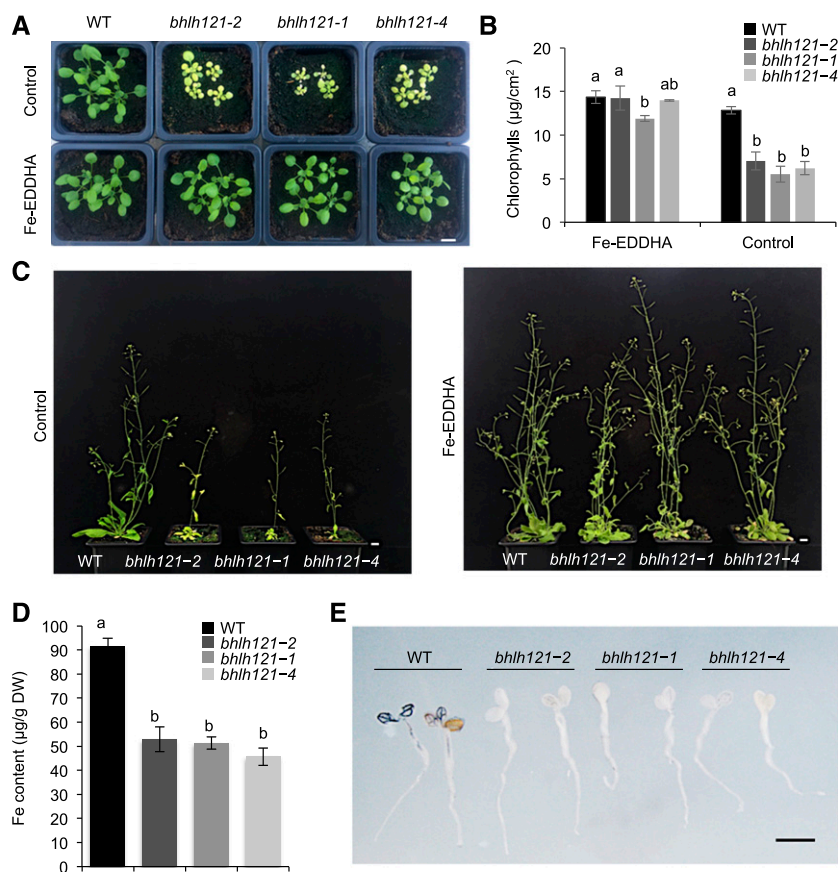 A
WT bhlh121-2 bhlh121-1 bhlh121-4
Control
Fe-EDDHA
B
WT
bhlh121-2
bhlh121-1
bhlh121-4
Chlorophylls (µg/cm²)
20
15
10
5
0
a a b ab
a b b b
Fe-EDDHA Control
C
Control
WT bhlh121-2 bhlh121-1 bhlh121-4
Fe-EDDHA
WT bhlh121-2 bhlh121-1 bhlh121-4
D
WT
bhlh121-2
bhlh121-1
bhlh121-4
Fe content (µg/g DW)
100
90
80
70
60
50
40
30
20
10
0
a b b b
E
WT bhlh121-2 bhlh121-1 bhlh121-4